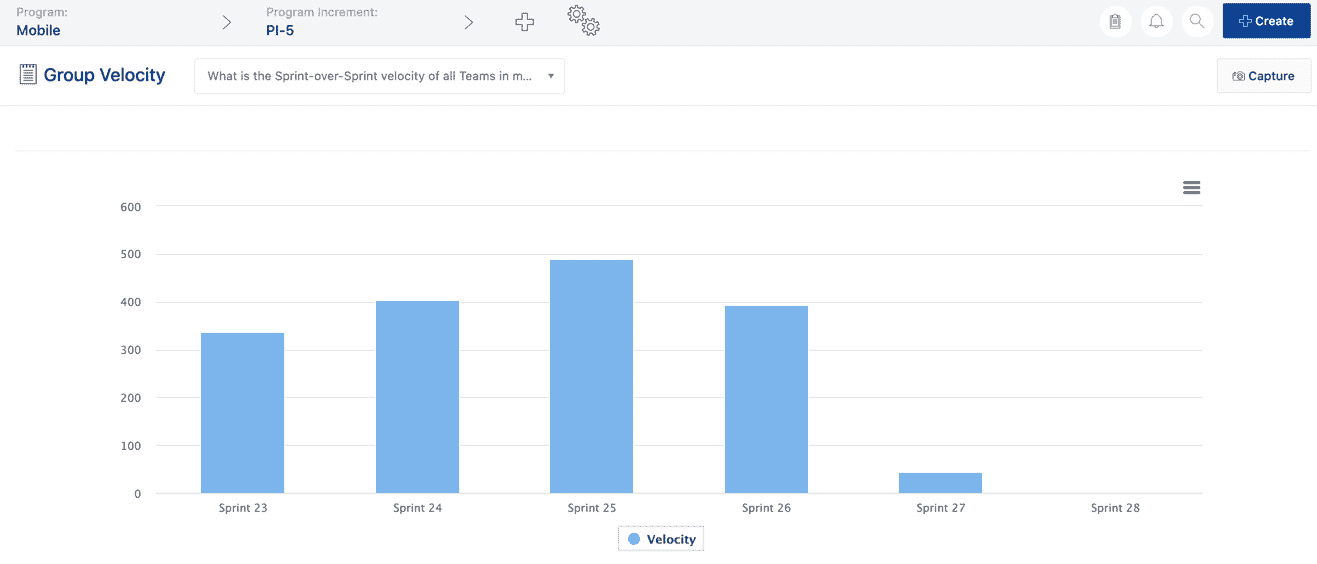 Program:
Mobile
Program Increment:
PI-5
Create
Group Velocity
What is the Sprint-over-Sprint velocity of all Teams in m...
Capture
600
500
400
300
200
100
0
Sprint 23
Sprint 24
Sprint 25
Sprint 26
Sprint 27
Sprint 28
Velocity